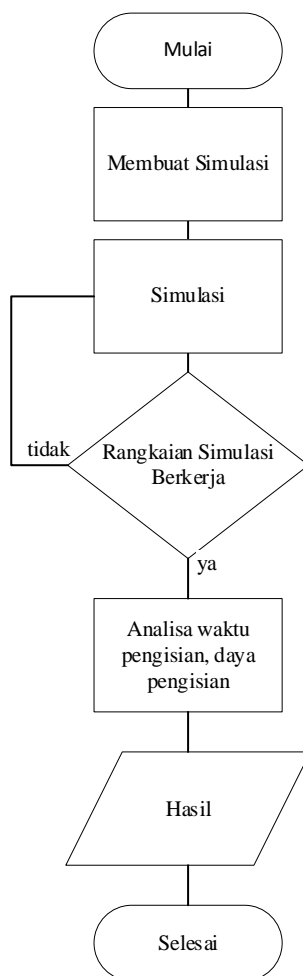 Mulai
Membuat Simulasi
Simulasi
tidak
Rangkaian Simulasi
Berkerja
ya
Analisa waktu
pengisian, daya
pengisian
Hasil
Selesai